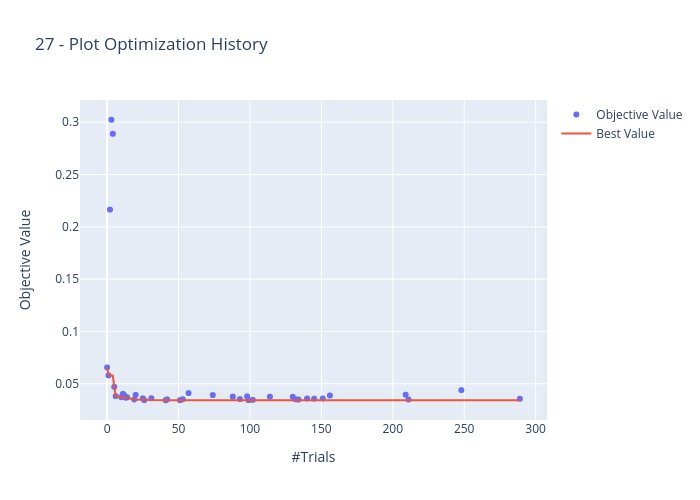 27 - Plot Optimization History
Objective Value
Best Value
0.3
0.25
0.2
0.15
0.1
0.05
Objective Value
0 50 100 150 200 250 300
#Trials